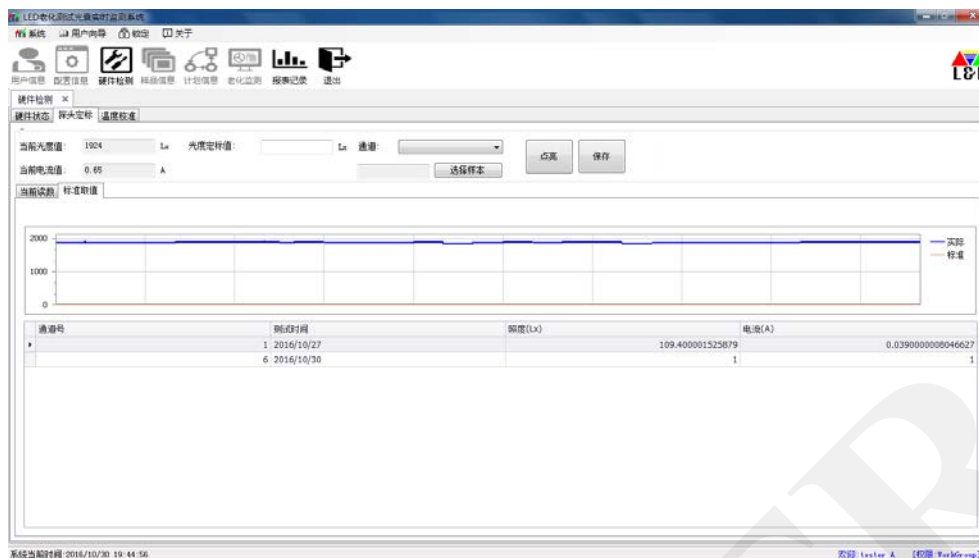 LED老化测试光衰实时监测系统
系统 用户向导 锁定 关于
用户信息 配置信息 硬件检测 样品信息 计划信息 老化监测 报表记录 退出
硬件检测 ×
硬件状态 探头定标 温度校准
当前光度值: 1924 Lx 光度定标值: Lx 通道: 点亮 保存
当前电流值: 0.65 A 选择样本
当前读数 标准取值
2000
1000
0
实际
标准
通道号 测试时间 照度(Lx) 电流(A)
1 2016/10/27 109.400001525879 0.0390000008046627
6 2016/10/30 1 1
系统当前时间:2016/10/30 19:44:56 欢迎:tester A [权限:WorkGroup]